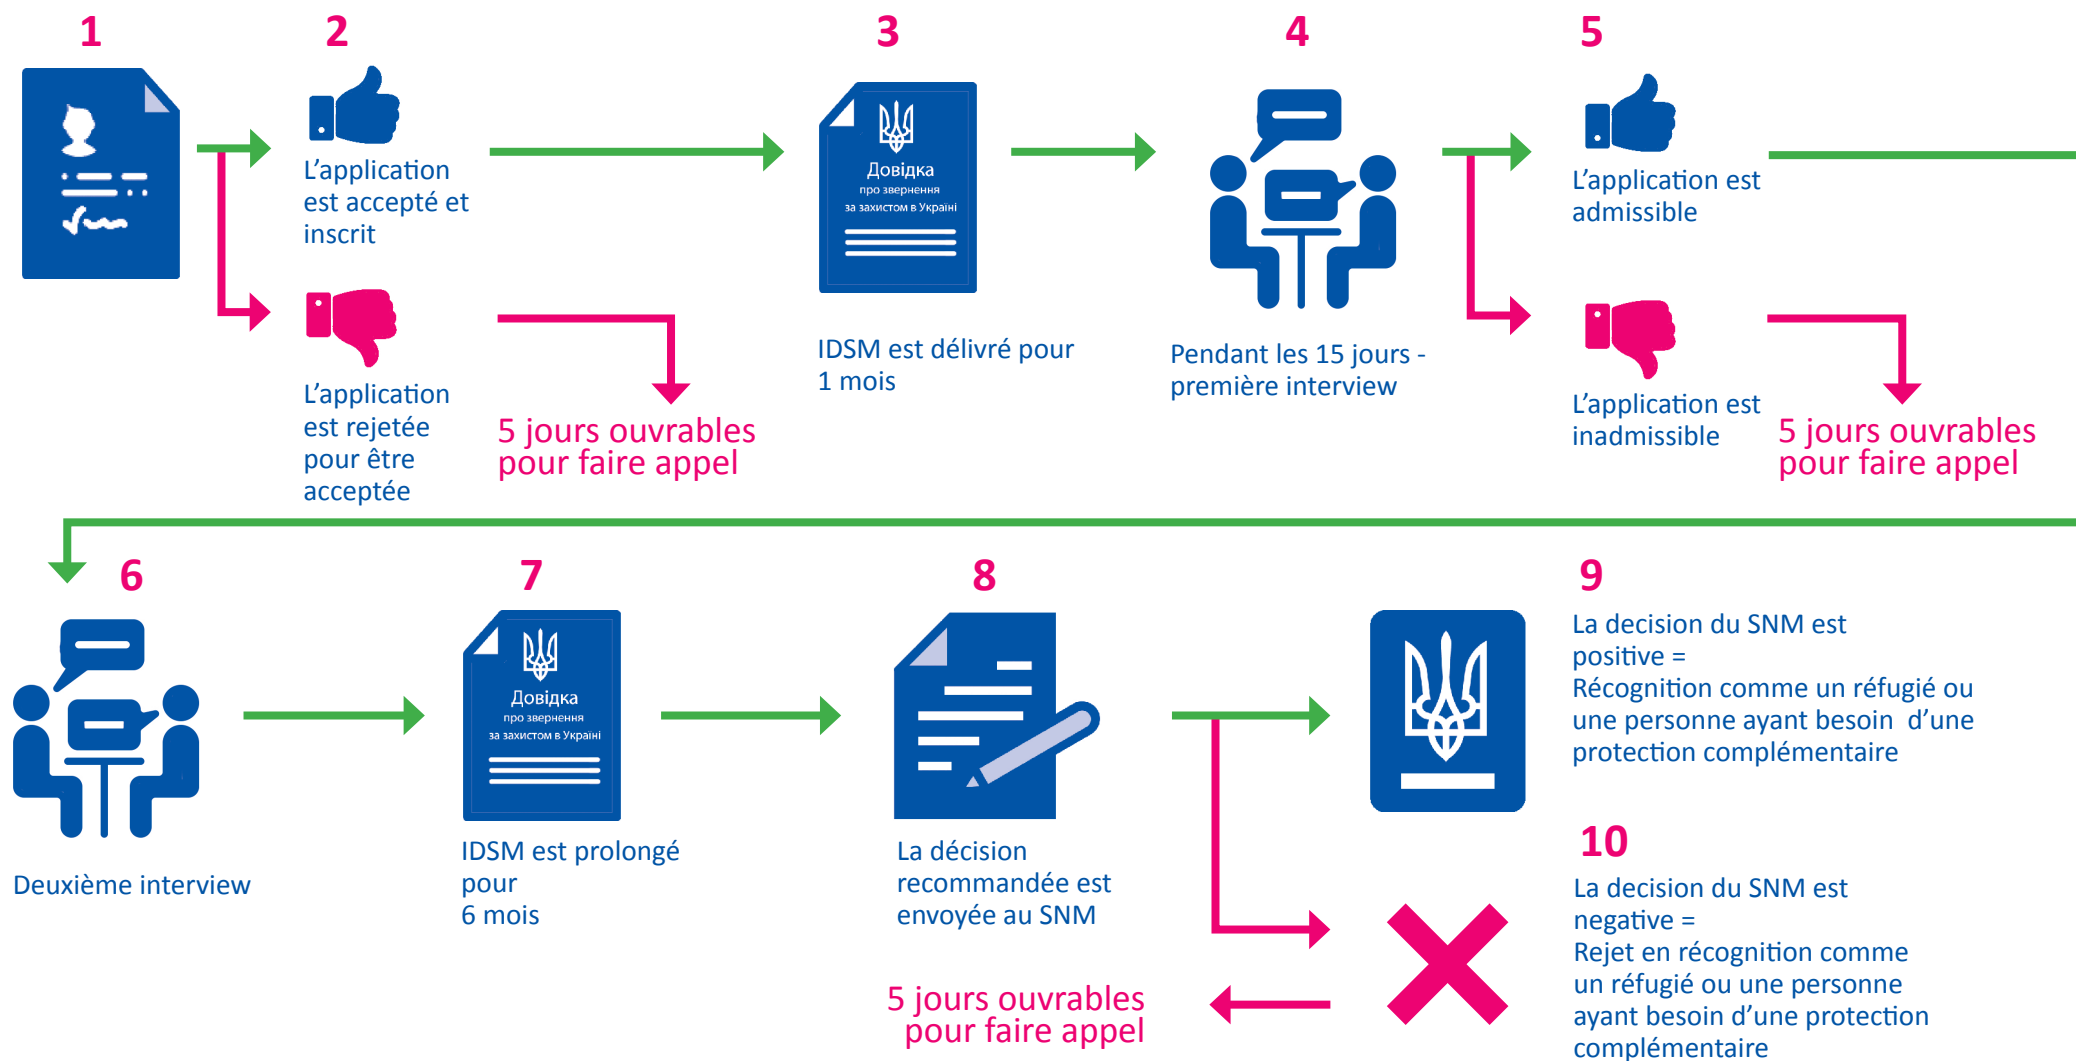 1
2
3
4
5
L’application
est accepté et
inscrit
L’application
est rejetée
pour être
acceptée
5 jours ouvrables
pour faire appel
Довідка
про звернення
за захистом в Україні
IDSM est délivré pour
1 mois
Pendant les 15 jours -
première interview
L’application est
admissible
L’application est
inadmissible
5 jours ouvrables
pour faire appel
6
Deuxième interview
7
Довідка
про звернення
за захистом в Україні
IDSM est prolongé
pour
6 mois
8
La décision
recommandée est
envoyée au SNM
9
La decision du SNM est
positive =
Récognition comme un réfugié ou
une personne ayant besoin  d’une
protection complémentaire
10
La decision du SNM est
negative =
Rejet en récognition comme
un réfugié ou une personne
ayant besoin d’une protection
complémentaire
5 jours ouvrables
pour faire appel